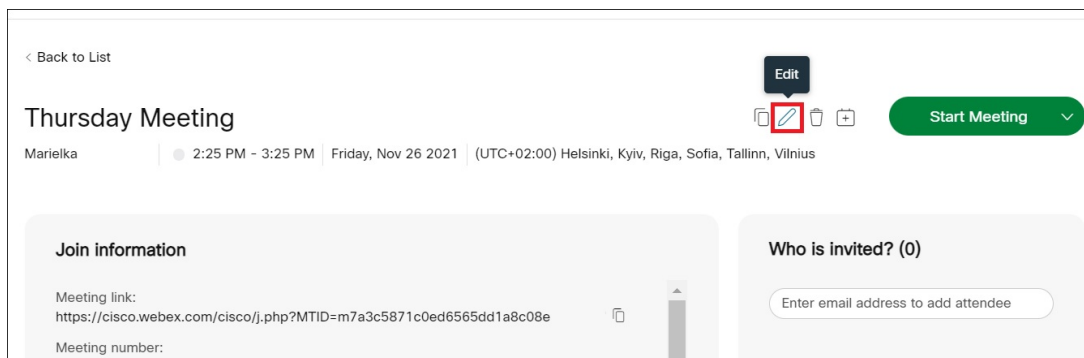 < Back to List
Edit
Thursday Meeting
Start Meeting
Marielka 2:25 PM - 3:25 PM Friday, Nov 26 2021 (UTC+02:00) Helsinki, Kyiv, Riga, Sofia, Tallinn, Vilnius
Join information
Meeting link:
https://cisco.webex.com/cisco/j.php?MTID=m7a3c5871c0ed6565dd1a8c08e
Meeting number:
Who is invited? (0)
Enter email address to add attendee